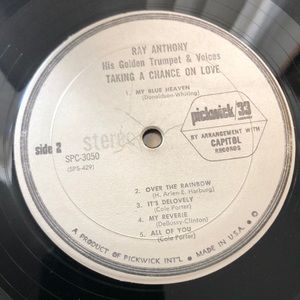 RAY ANTHONY
His Golden Trumpet & Voices
TAKING A CHANCE ON LOVE
1. MY BLUE HEAVEN
(Donaldson-Whiting)
pickwick 33
BY ARRANGEMENT WITH
CAPITOL
RECORDS
side 2
stereo
SPC-3050
(SPS-429)
2. OVER THE RAINBOW
(H. Arlen-E. Harburg)
3. IT'S DELOVELY
(Cole Porter)
4. MY REVERIE
(DeBossy-Clinton)
5. ALL OF YOU
(Cole Porter)
A PRODUCT OF PICKWICK INT'L. • MADE IN U.S.A. •